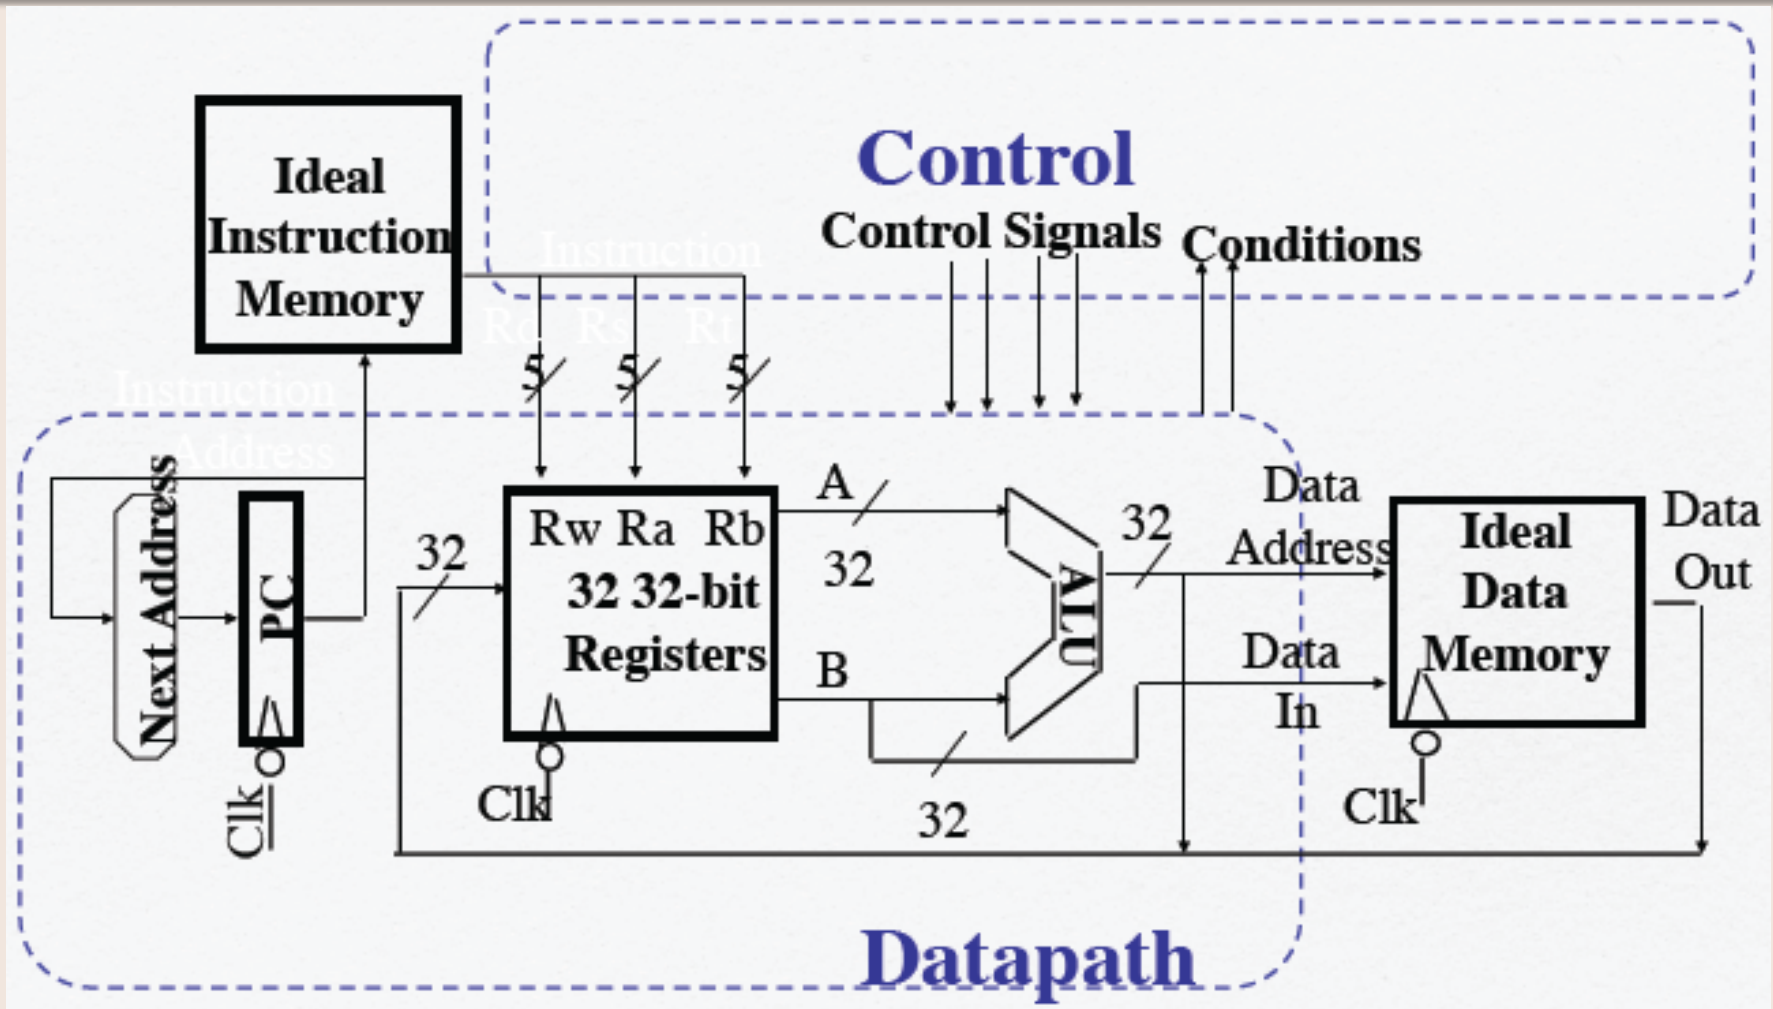 Control
Ideal
Instruction
Memory
Control Signals
Conditions
Instruction
Rd Rs Rt
5 5 5
Instruction
Address
Next Address
PC
Clk
32
Rw Ra Rb
32 32-bit
Registers
Clk
A
32
B
32
ALU
32
Data
Address
Data
In
Ideal
Data
Memory
Clk
Data
Out
Datapath